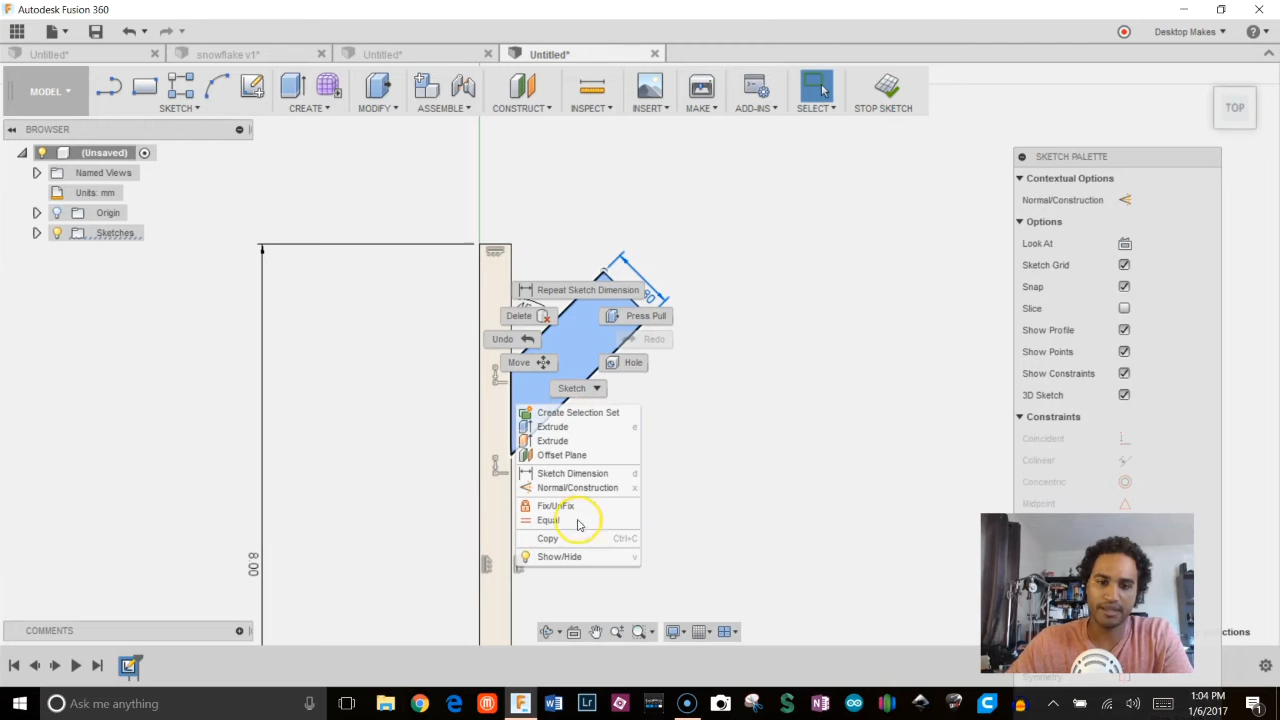 Autodesk Fusion 360
Desktop Makes
Untitled*
snowflake v1*
Untitled*
Untitled*
MODEL
SKETCH
CREATE
MODIFY
ASSEMBLE
CONSTRUCT
INSPECT
INSERT
MAKE
ADD-INS
SELECT
STOP SKETCH
BROWSER
(Unsaved)
Named Views
Units: mm
Origin
Sketches
TOP
SKETCH PALETTE
Contextual Options
Normal/Construction
Options
Look At
Sketch Grid
Snap
Slice
Show Profile
Show Points
Show Constraints
3D Sketch
Constraints
Coincident
Colinear
Concentric
Midpoint
Symmetry
Repeat Sketch Dimension
Delete
Press Pull
Undo
Redo
Move
Hole
Sketch
Create Selection Set
Extrude e
Extrude
Offset Plane
Sketch Dimension d
Normal/Construction x
Fix/UnFix
Equal
Copy Ctrl+C
Show/Hide v
8.00
COMMENTS
Ask me anything
1:04 PM
1/6/2017